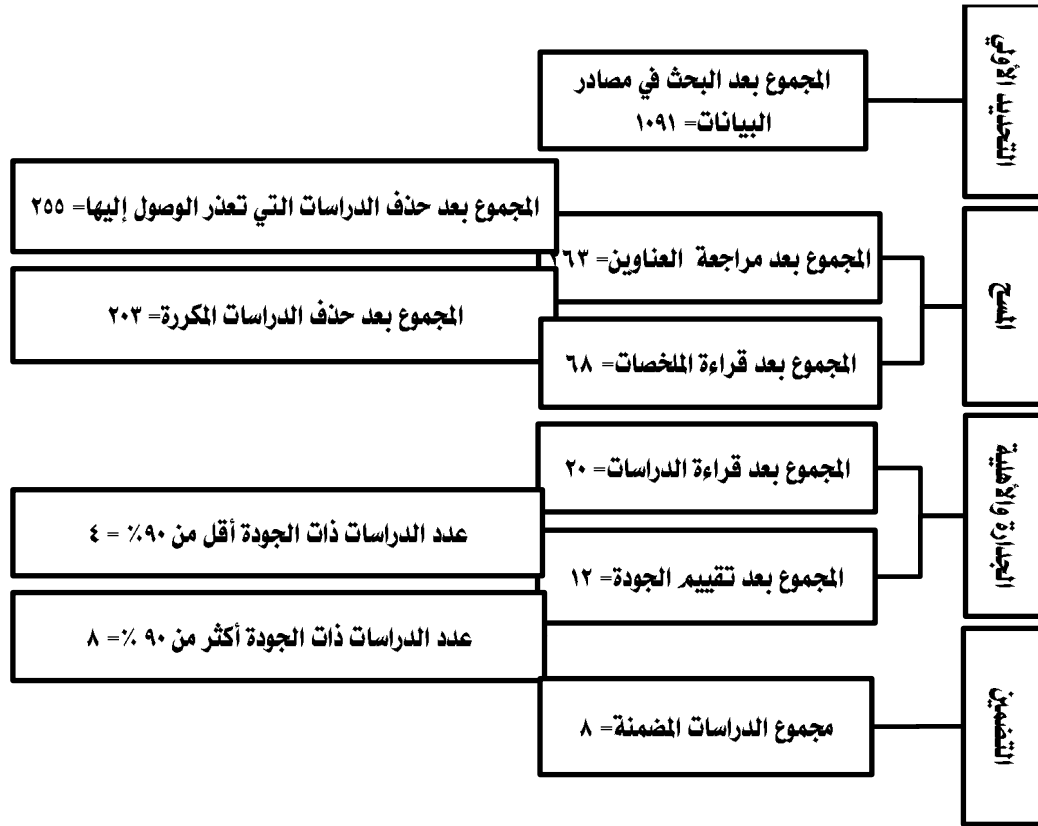 التحديد الأولي
المجموع بعد البحث في مصادر
البيانات= ١٠٩١
المسح
المجموع بعد حذف الدراسات التي تعذر الوصول إليها= ٢٥٥
المجموع بعد مراجعة العناوين= ٢٦٣
المجموع بعد حذف الدراسات المكررة= ٢٠٣
المجموع بعد قراءة الملخصات= ٦٨
الجدارة والأهلية
المجموع بعد قراءة الدراسات= ٢٠
عدد الدراسات ذات الجودة أقل من ٩٠٪ = ٤
المجموع بعد تقييم الجودة= ١٢
عدد الدراسات ذات الجودة أكثر من ٩٠ ٪= ٨
التضمين
مجموع الدراسات المضمنة= ٨